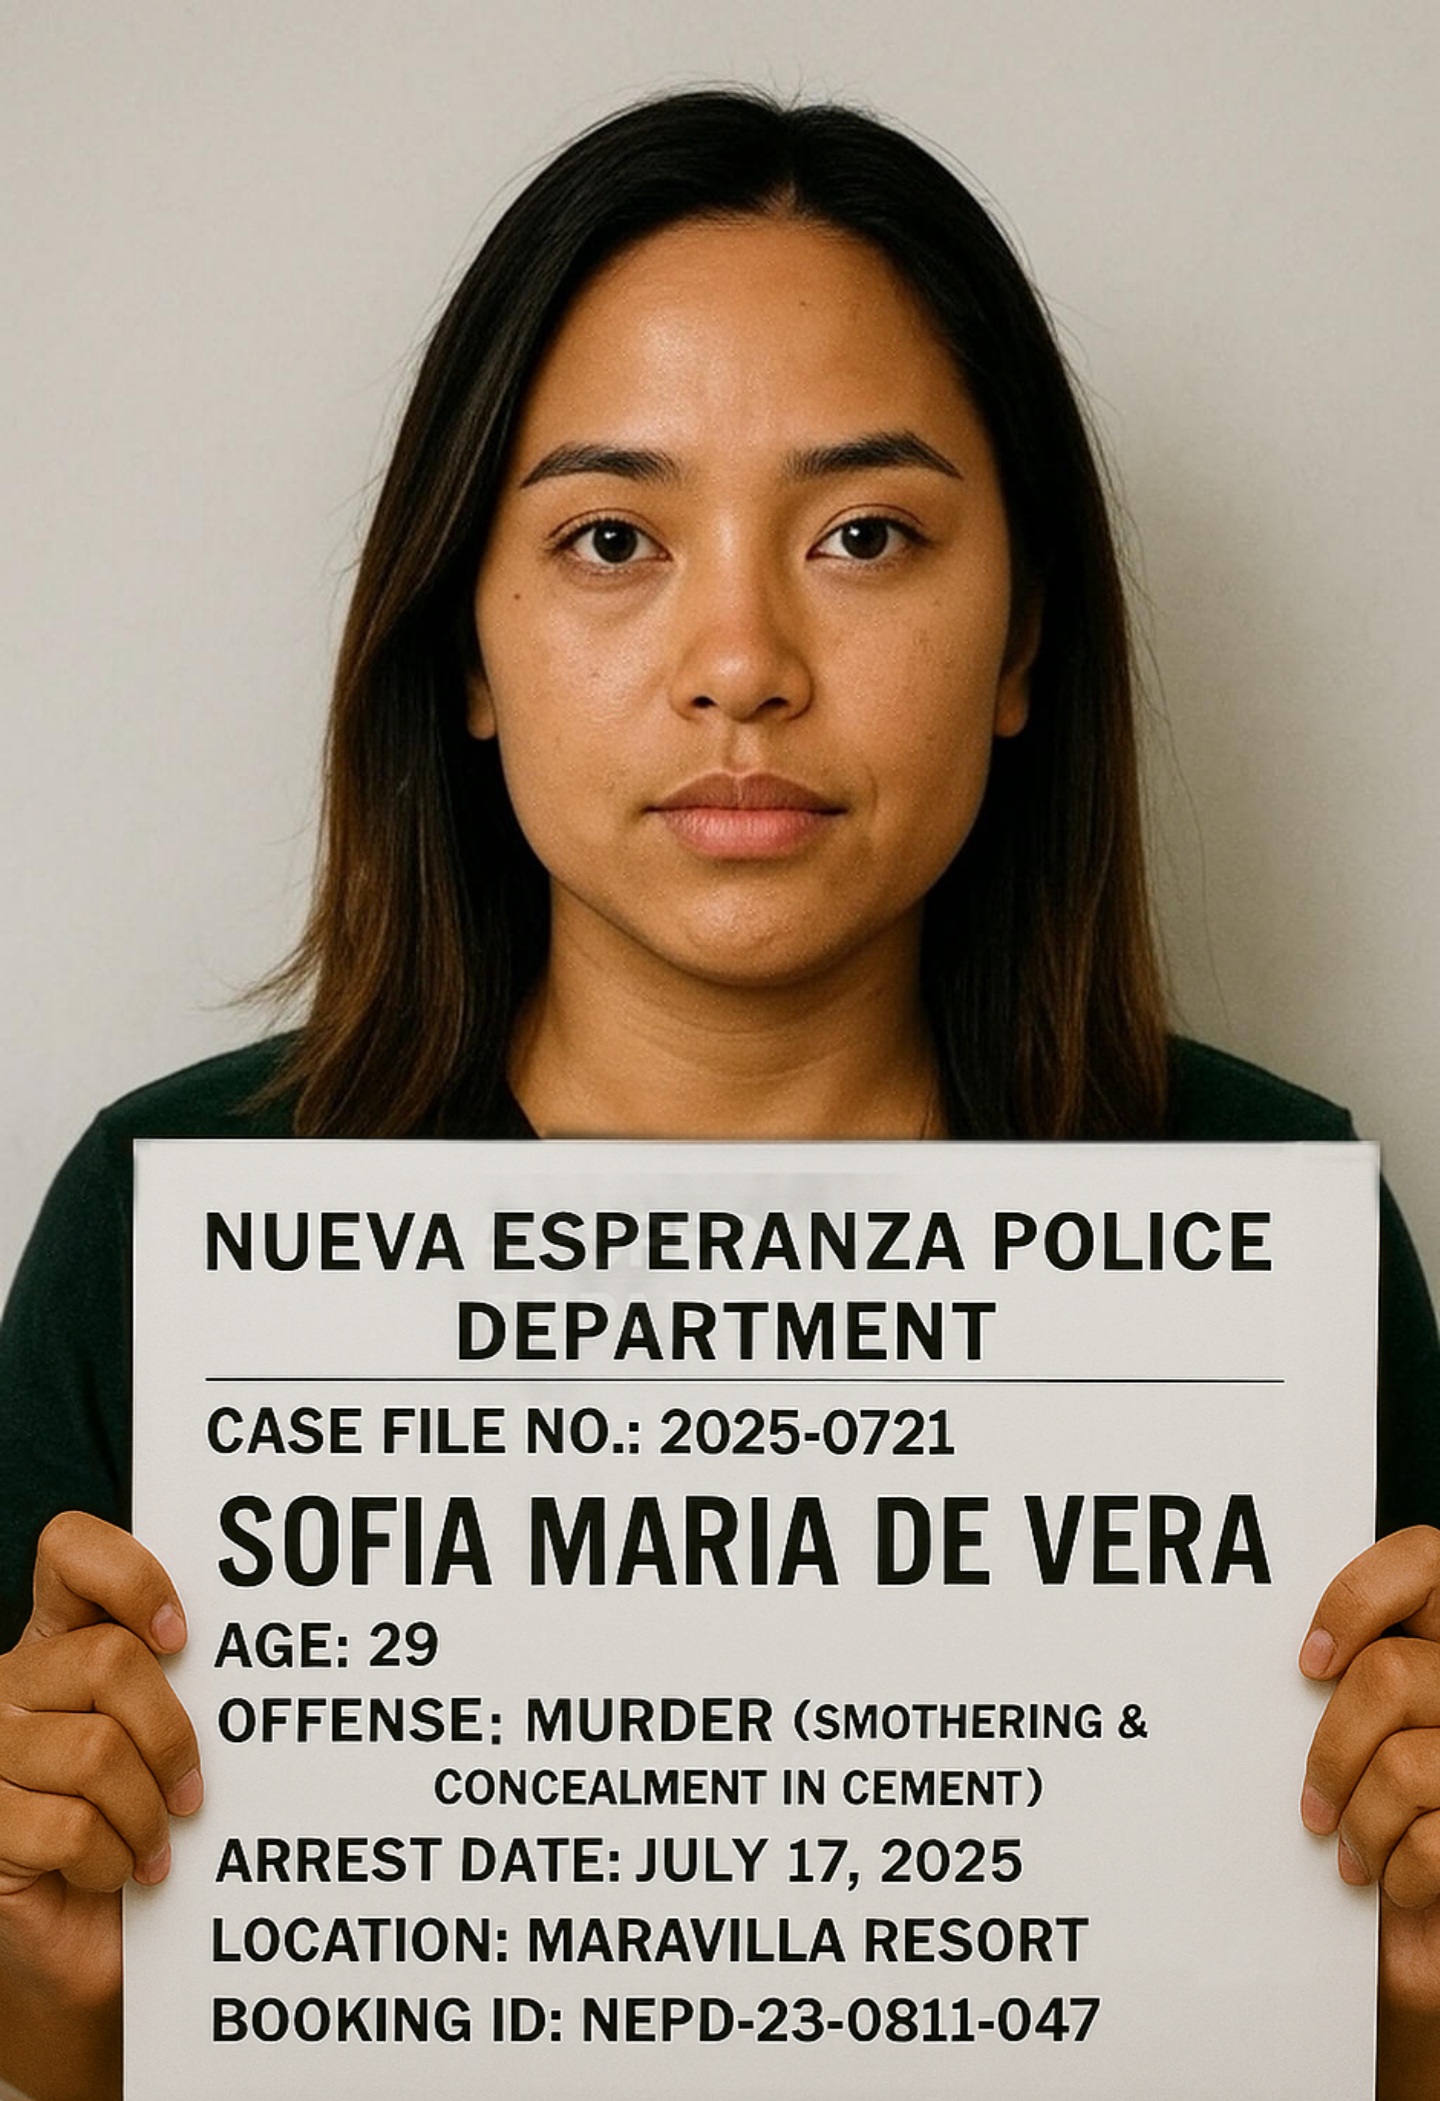 NUEVA ESPERANZA POLICE
DEPARTMENT
CASE FILE NO.: 2025-0721
SOFIA MARIA DE VERA
AGE: 29
OFFENSE: MURDER (SMOTHERING &
CONCEALMENT IN CEMENT)
ARREST DATE: JULY 17, 2025
LOCATION: MARAVILLA RESORT
BOOKING ID: NEPD-23-0811-047